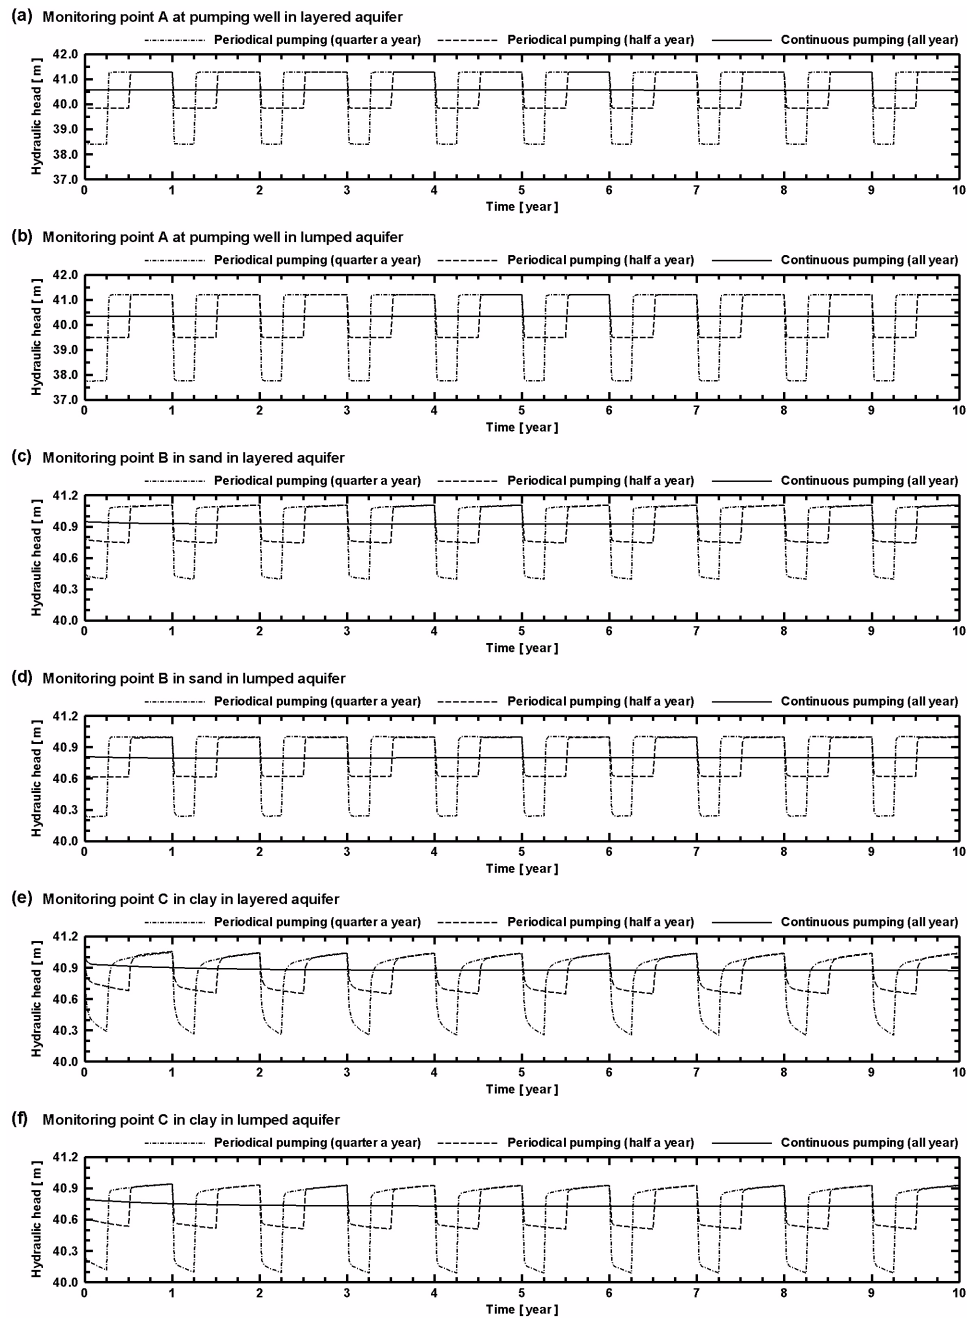 (a) Monitoring point A at pumping well in layered aquifer
Periodical pumping (quarter a year) Periodical pumping (half a year) Continuous pumping (all year)
Hydraulic head [ m ]
42.0
41.0
40.0
39.0
38.0
37.0
0 1 2 3 4 5 6 7 8 9 10
Time [ year ]
(b) Monitoring point A at pumping well in lumped aquifer
Periodical pumping (quarter a year) Periodical pumping (half a year) Continuous pumping (all year)
Hydraulic head [ m ]
42.0
41.0
40.0
39.0
38.0
37.0
0 1 2 3 4 5 6 7 8 9 10
Time [ year ]
(c) Monitoring point B in sand in layered aquifer
Periodical pumping (quarter a year) Periodical pumping (half a year) Continuous pumping (all year)
Hydraulic head [ m ]
41.2
40.9
40.6
40.3
40.0
0 1 2 3 4 5 6 7 8 9 10
Time [ year ]
(d) Monitoring point B in sand in lumped aquifer
Periodical pumping (quarter a year) Periodical pumping (half a year) Continuous pumping (all year)
Hydraulic head [ m ]
41.2
40.9
40.6
40.3
40.0
0 1 2 3 4 5 6 7 8 9 10
Time [ year ]
(e) Monitoring point C in clay in layered aquifer
Periodical pumping (quarter a year) Periodical pumping (half a year) Continuous pumping (all year)
Hydraulic head [ m ]
41.2
40.9
40.6
40.3
40.0
0 1 2 3 4 5 6 7 8 9 10
Time [ year ]
(f) Monitoring point C in clay in lumped aquifer
Periodical pumping (quarter a year) Periodical pumping (half a year) Continuous pumping (all year)
Hydraulic head [ m ]
41.2
40.9
40.6
40.3
40.0
0 1 2 3 4 5 6 7 8 9 10
Time [ year ]